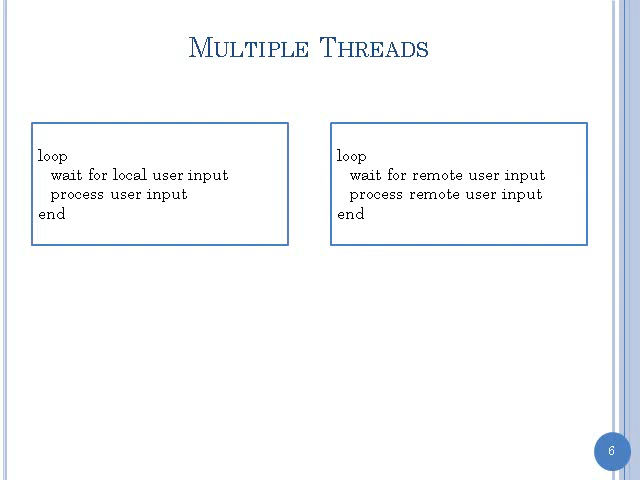 MULTIPLE THREADS
loop
wait for local user input
process user input
end
loop
wait for remote user input
process remote user input
end
6